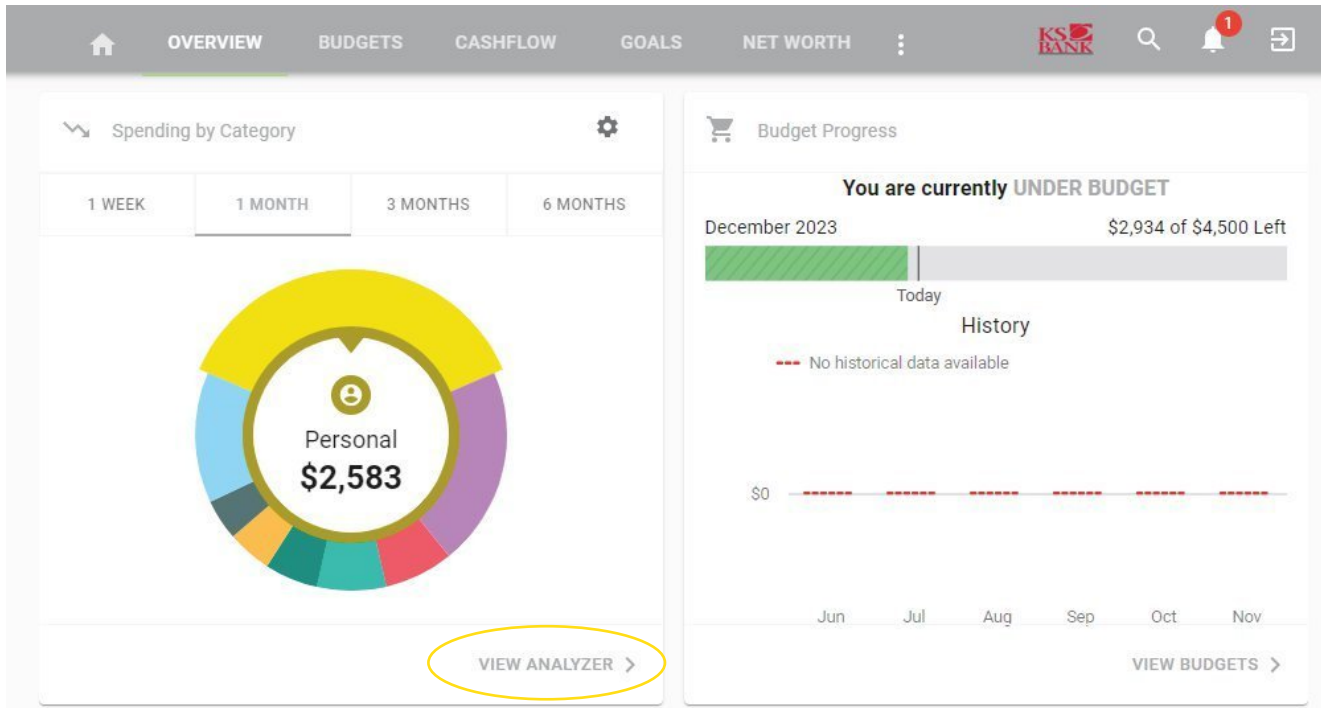 OVERVIEW BUDGETS CASHFLOW GOALS NET WORTH KS BANK 1
Spending by Category
1 WEEK 1 MONTH 3 MONTHS 6 MONTHS
Personal
$2,583
VIEW ANALYZER
Budget Progress
You are currently UNDER BUDGET
December 2023 $2,934 of $4,500 Left
Today
History
No historical data available
$0
Jun Jul Aug Sep Oct Nov
VIEW BUDGETS